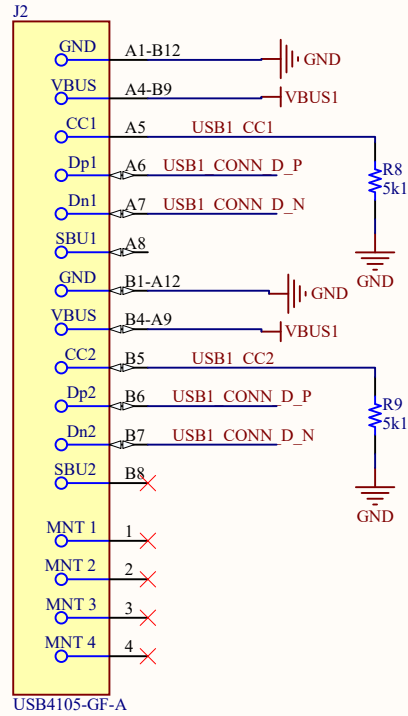 J2
GND A1-B12 GND
VBUS A4-B9 VBUS1
CC1 A5 USB1_CC1
Dp1 A6 USB1_CONN_D_P
R8
5k1
Dn1 A7 USB1_CONN_D_N
SBU1 A8
GND
GND B1-A12 GND
VBUS B4-A9 VBUS1
CC2 B5 USB1_CC2
Dp2 B6 USB1_CONN_D_P
R9
5k1
Dn2 B7 USB1_CONN_D_N
SBU2 B8
GND
MNT 1 1
MNT 2 2
MNT 3 3
MNT 4 4
USB4105-GF-A